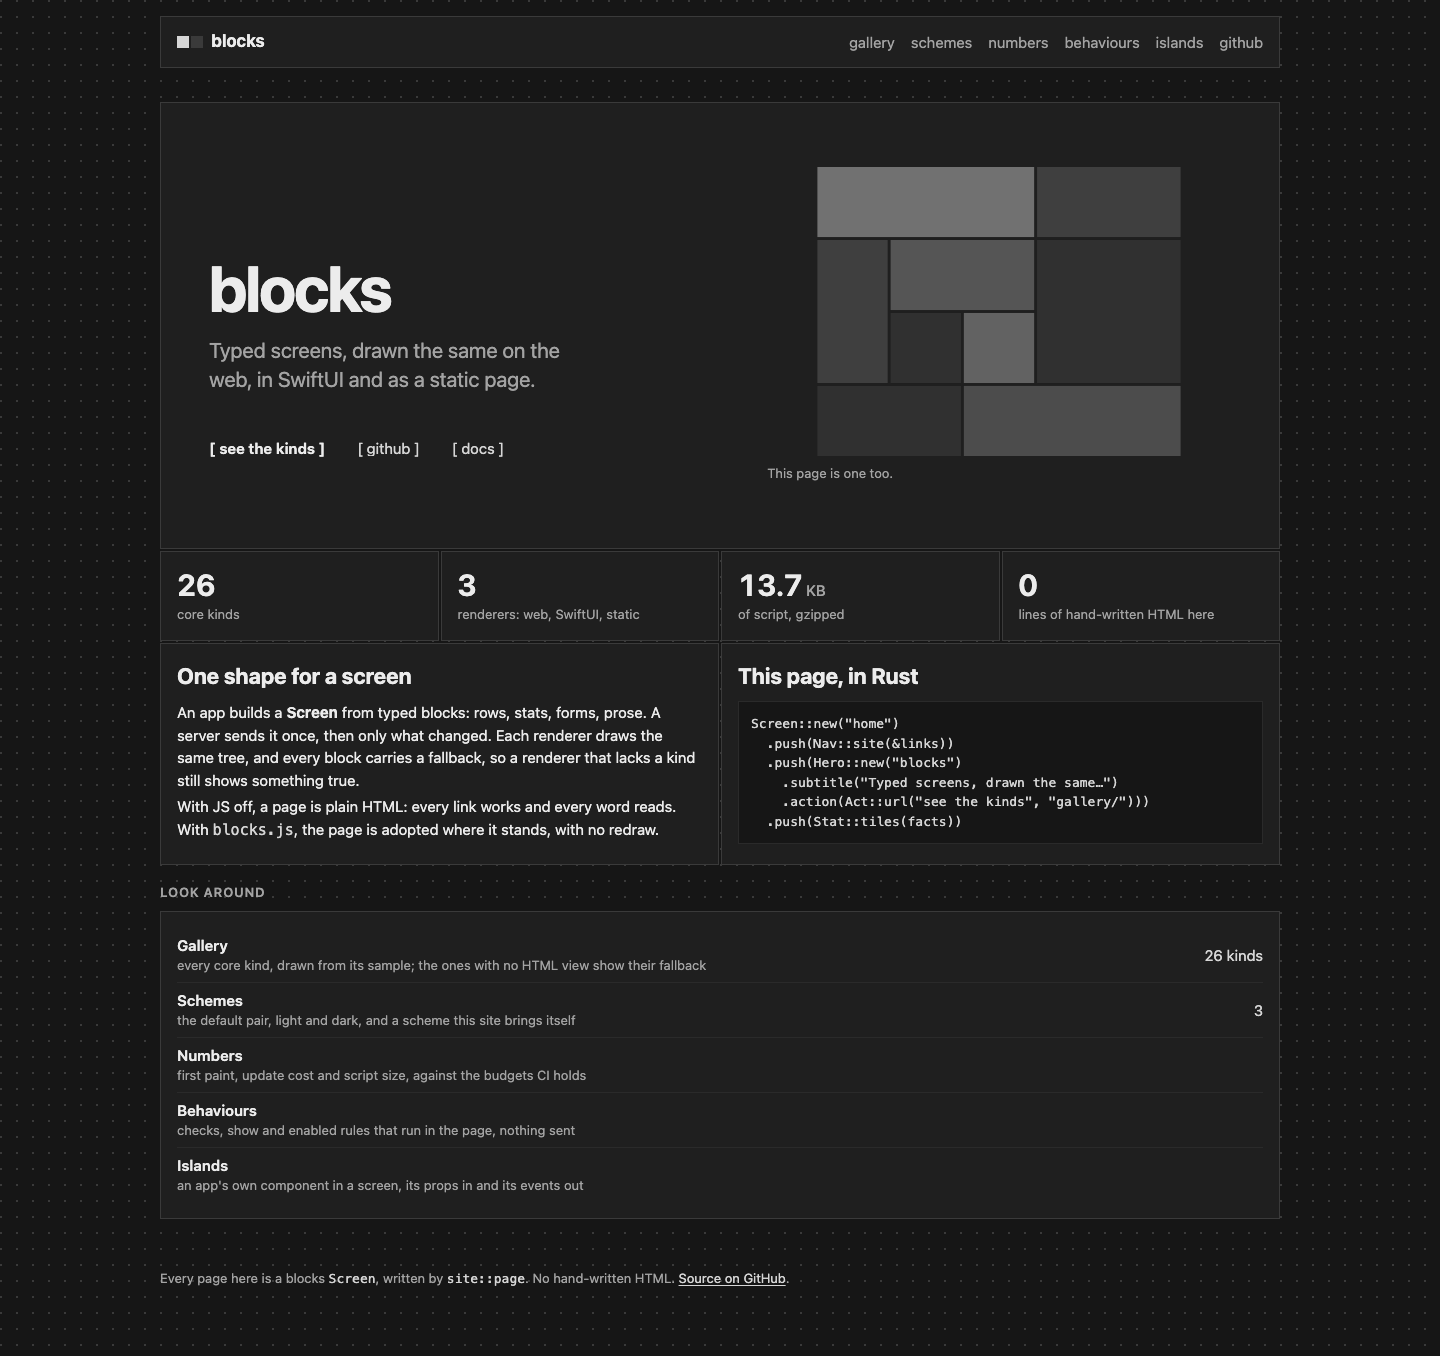 blocks
gallery schemes numbers behaviours islands github
blocks
Typed screens, drawn the same on the
web, in SwiftUI and as a static page.
[ see the kinds ] [ github ] [ docs ]
This page is one too.
26
core kinds
3
renderers: web, SwiftUI, static
13.7 KB
of script, gzipped
0
lines of hand-written HTML here
One shape for a screen
An app builds a Screen from typed blocks: rows, stats, forms, prose. A
server sends it once, then only what changed. Each renderer draws the
same tree, and every block carries a fallback, so a renderer that lacks a kind
still shows something true.
With JS off, a page is plain HTML: every link works and every word reads.
With blocks.js, the page is adopted where it stands, with no redraw.
This page, in Rust
Screen::new("home")
  .push(Nav::site(&links))
  .push(Hero::new("blocks")
    .subtitle("Typed screens, drawn the same…")
    .action(Act::url("see the kinds", "gallery/")))
  .push(Stat::tiles(facts))
LOOK AROUND
Gallery
every core kind, drawn from its sample; the ones with no HTML view show their fallback
26 kinds
Schemes
the default pair, light and dark, and a scheme this site brings itself
3
Numbers
first paint, update cost and script size, against the budgets CI holds
Behaviours
checks, show and enabled rules that run in the page, nothing sent
Islands
an app's own component in a screen, its props in and its events out
Every page here is a blocks Screen, written by site::page. No hand-written HTML. Source on GitHub.